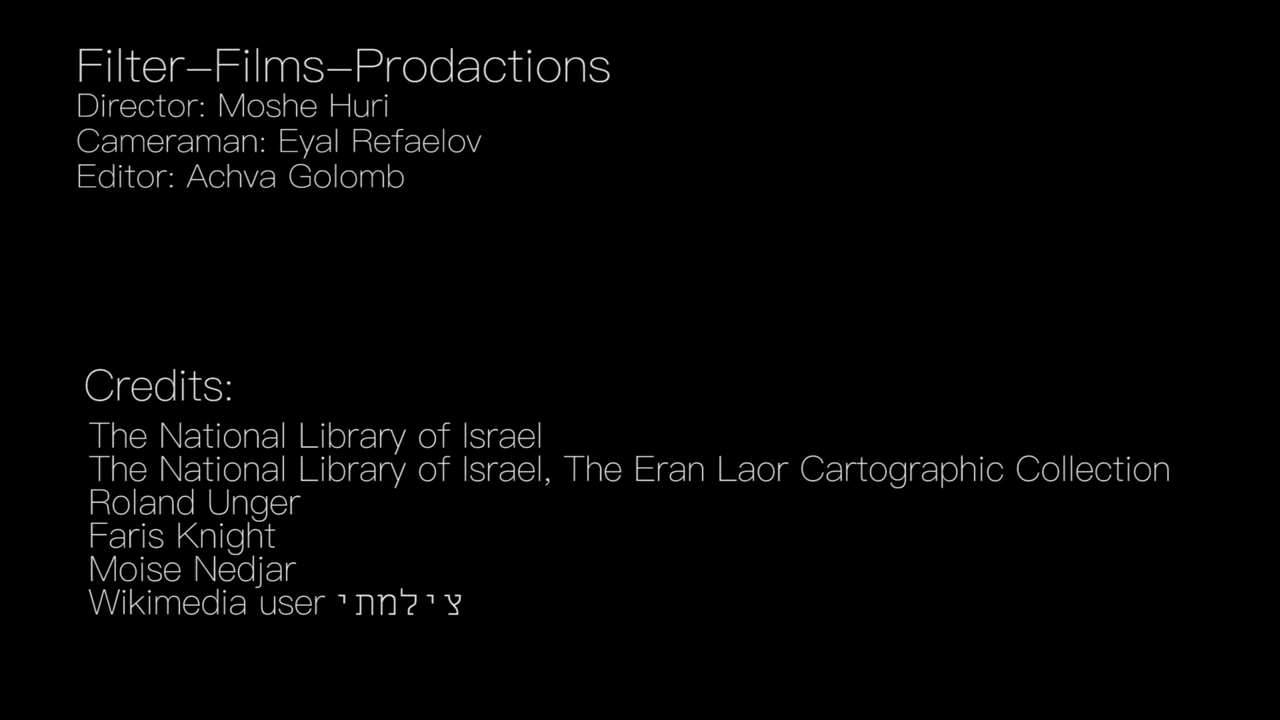 Filter-Films-Prodactions
Director: Moshe Huri
Cameraman: Eyal Refaelov
Editor: Achva Golomb
Credits:
The National Library of Israel
The National Library of Israel, The Eran Laor Cartographic Collection
Roland Unger
Faris Knight
Moise Nedjar
Wikimedia user צילמתי